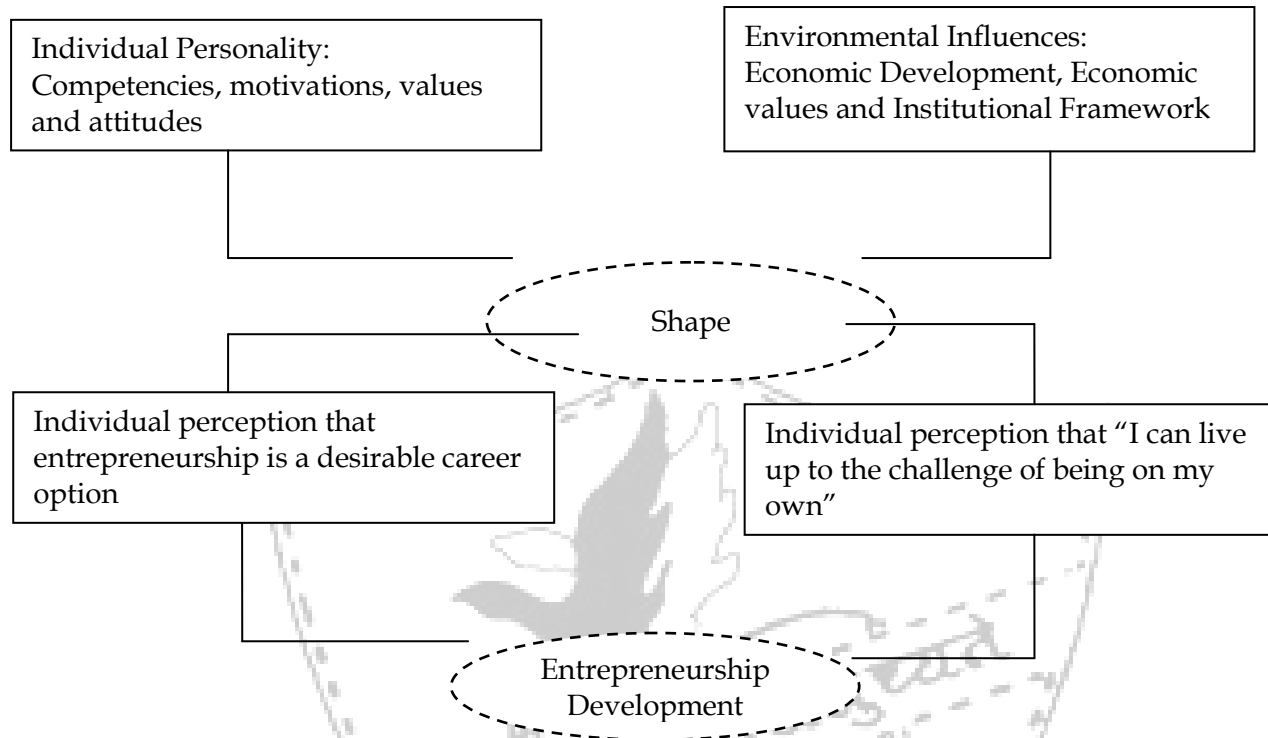 Individual Personality:
Competencies, motivations, values
and attitudes
Environmental Influences:
Economic Development, Economic
values and Institutional Framework
Shape
Individual perception that
entrepreneurship is a desirable career
option
Individual perception that “I can live
up to the challenge of being on my
own”
Entrepreneurship
Development